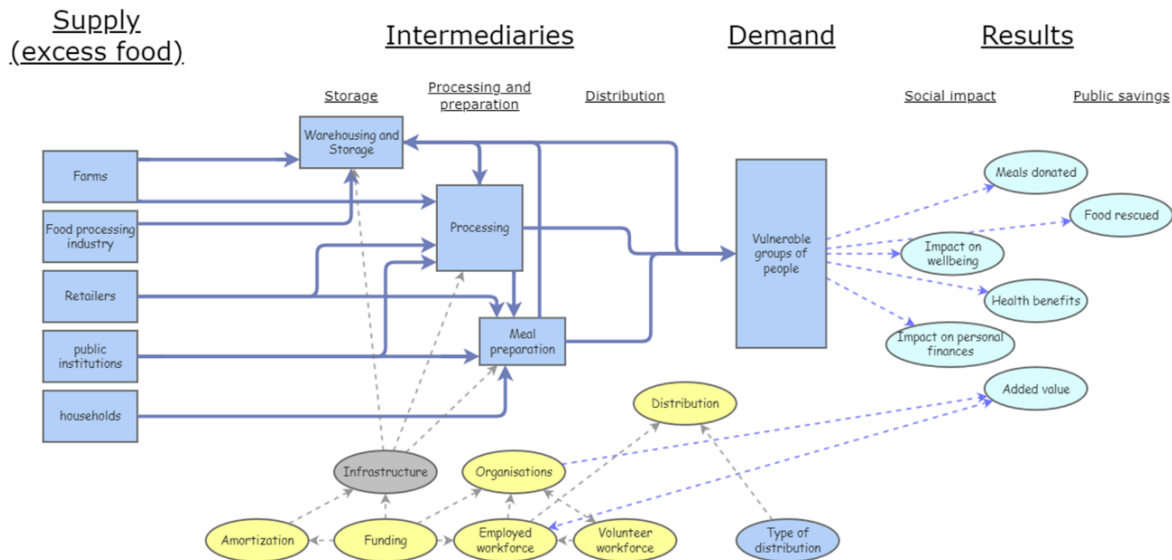 Supply
(excess food)
Intermediaries
Demand
Results
Storage
Processing and
preparation
Distribution
Social impact
Public savings
Warehousing and
Storage
Farms
Food processing
industry
Retailers
public
institutions
households
Processing
Meal
preparation
Vulnerable
groups of
people
Meals donated
Food rescued
Impact on
wellbeing
Health benefits
Impact on personal
finances
Added value
Distribution
Infrastructure
Organisations
Amortization
Funding
Employed
workforce
Volunteer
workforce
Type of
distribution